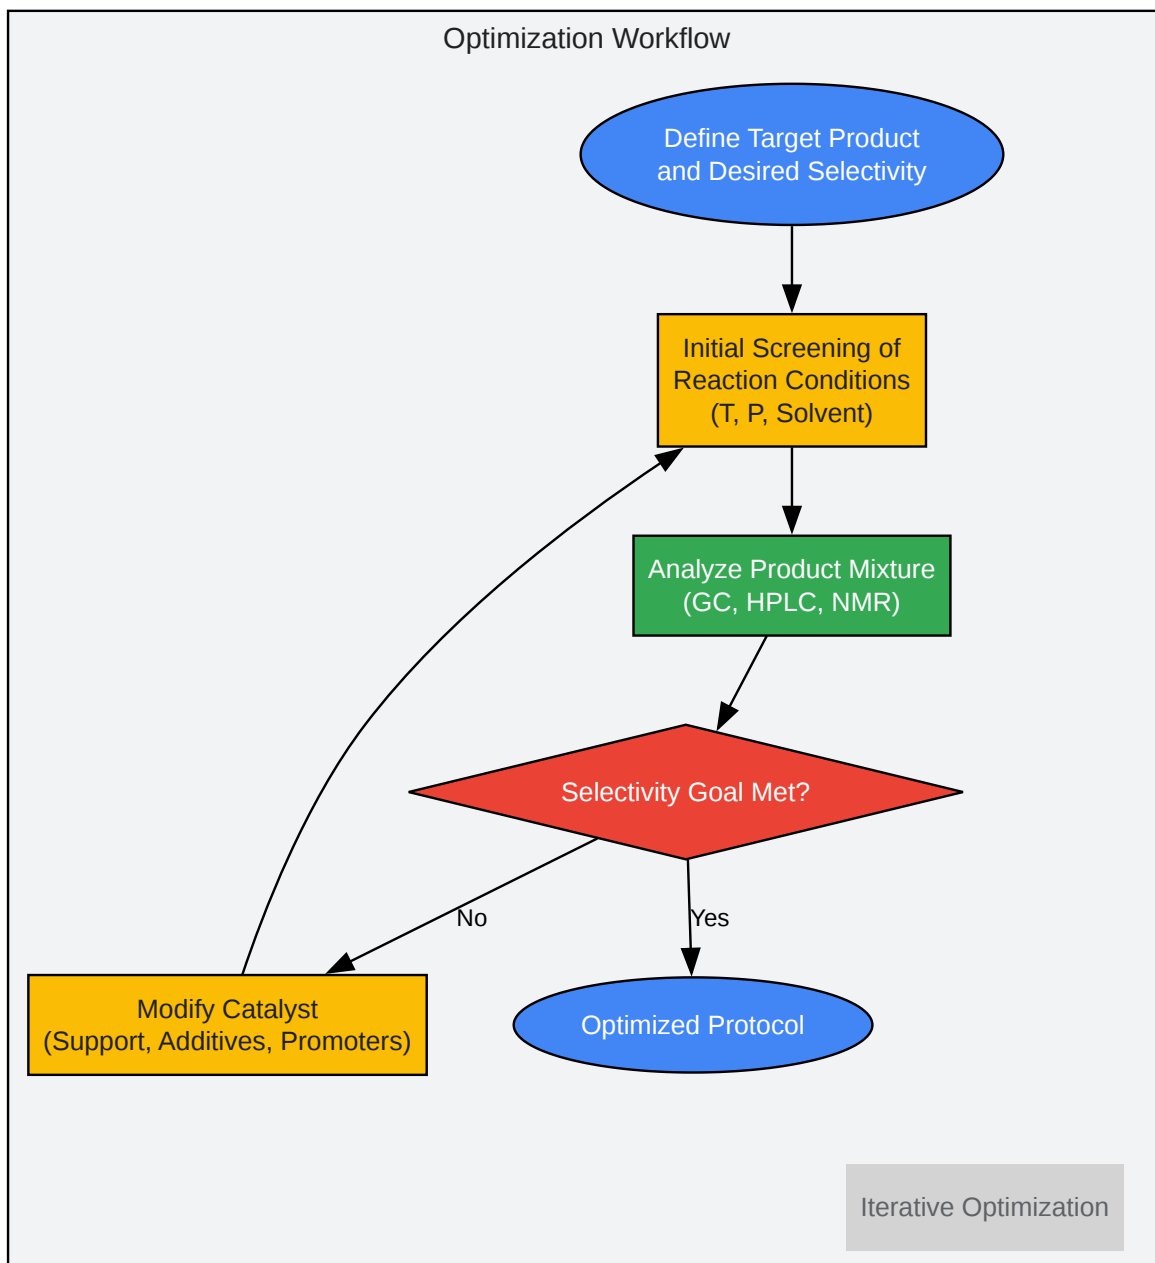 Optimization Workflow
Define Target Product
and Desired Selectivity
Initial Screening of
Reaction Conditions
(T, P, Solvent)
Analyze Product Mixture
(GC, HPLC, NMR)
Selectivity Goal Met?
No
Yes
Modify Catalyst
(Support, Additives, Promoters)
Optimized Protocol
Iterative Optimization